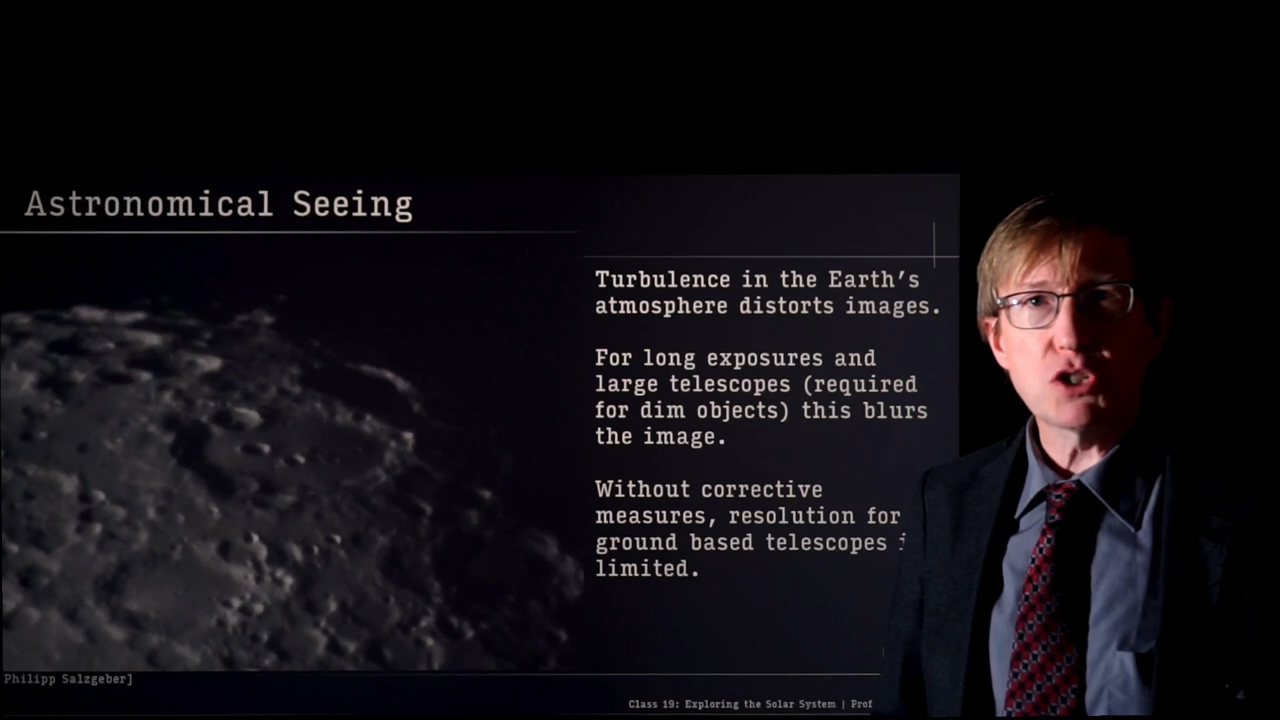 Astronomical Seeing
Turbulence in the Earth's
atmosphere distorts images.
For long exposures and
large telescopes (required
for dim objects) this blurs
the image.
Without corrective
measures, resolution for
ground based telescopes
limited.
Philipp Salzgeber]
Class 19: Exploring the Solar System | Prof